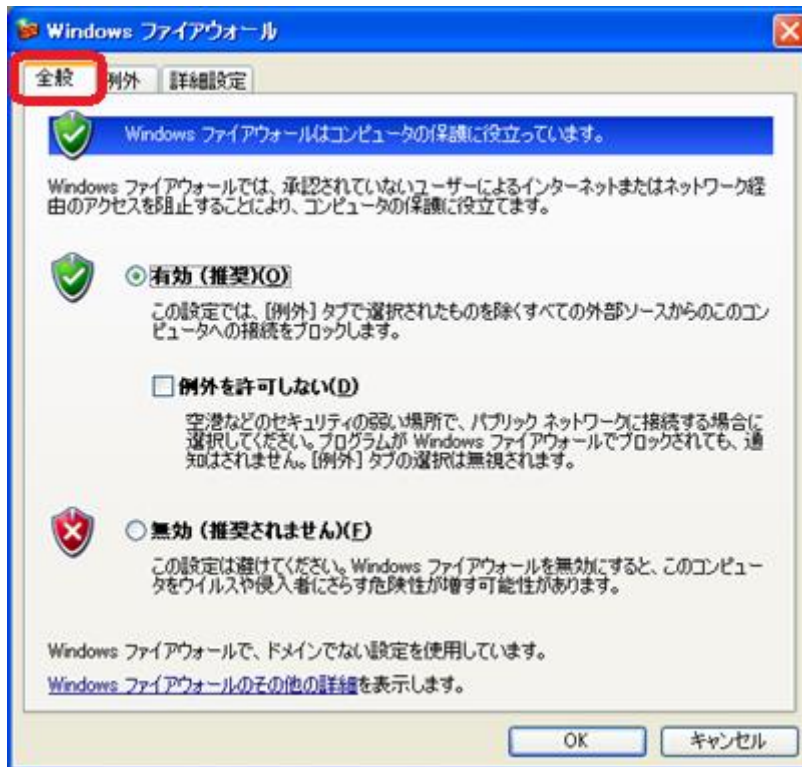 Windows ファイアウォール
全般 例外 詳細設定
Windows ファイアウォールはコンピュータの保護に役立っています。
Windows ファイアウォールでは、承認されていないユーザーによるインターネットまたはネットワーク経
由のアクセスを阻止することにより、コンピュータの保護に役立てます。
有効 (推奨)(O)
この設定では、[例外] タブで選択されたものを除くすべての外部ソースからのこのコン
ピュータへの接続をブロックします。
例外を許可しない(D)
空港などのセキュリティの弱い場所で、パブリック ネットワークに接続する場合に
選択してください。プログラムが Windows ファイアウォールでブロックされても、通
知はされません。[例外] タブの選択は無視されます。
無効 (推奨されません)(F)
この設定は避けてください。Windows ファイアウォールを無効にすると、このコンピュー
タをウイルスや侵入者にさらす危険性が増す可能性があります。
Windows ファイアウォールで、ドメインでない設定を使用しています。
Windows ファイアウォールのその他の詳細を表示します。
OK キャンセル